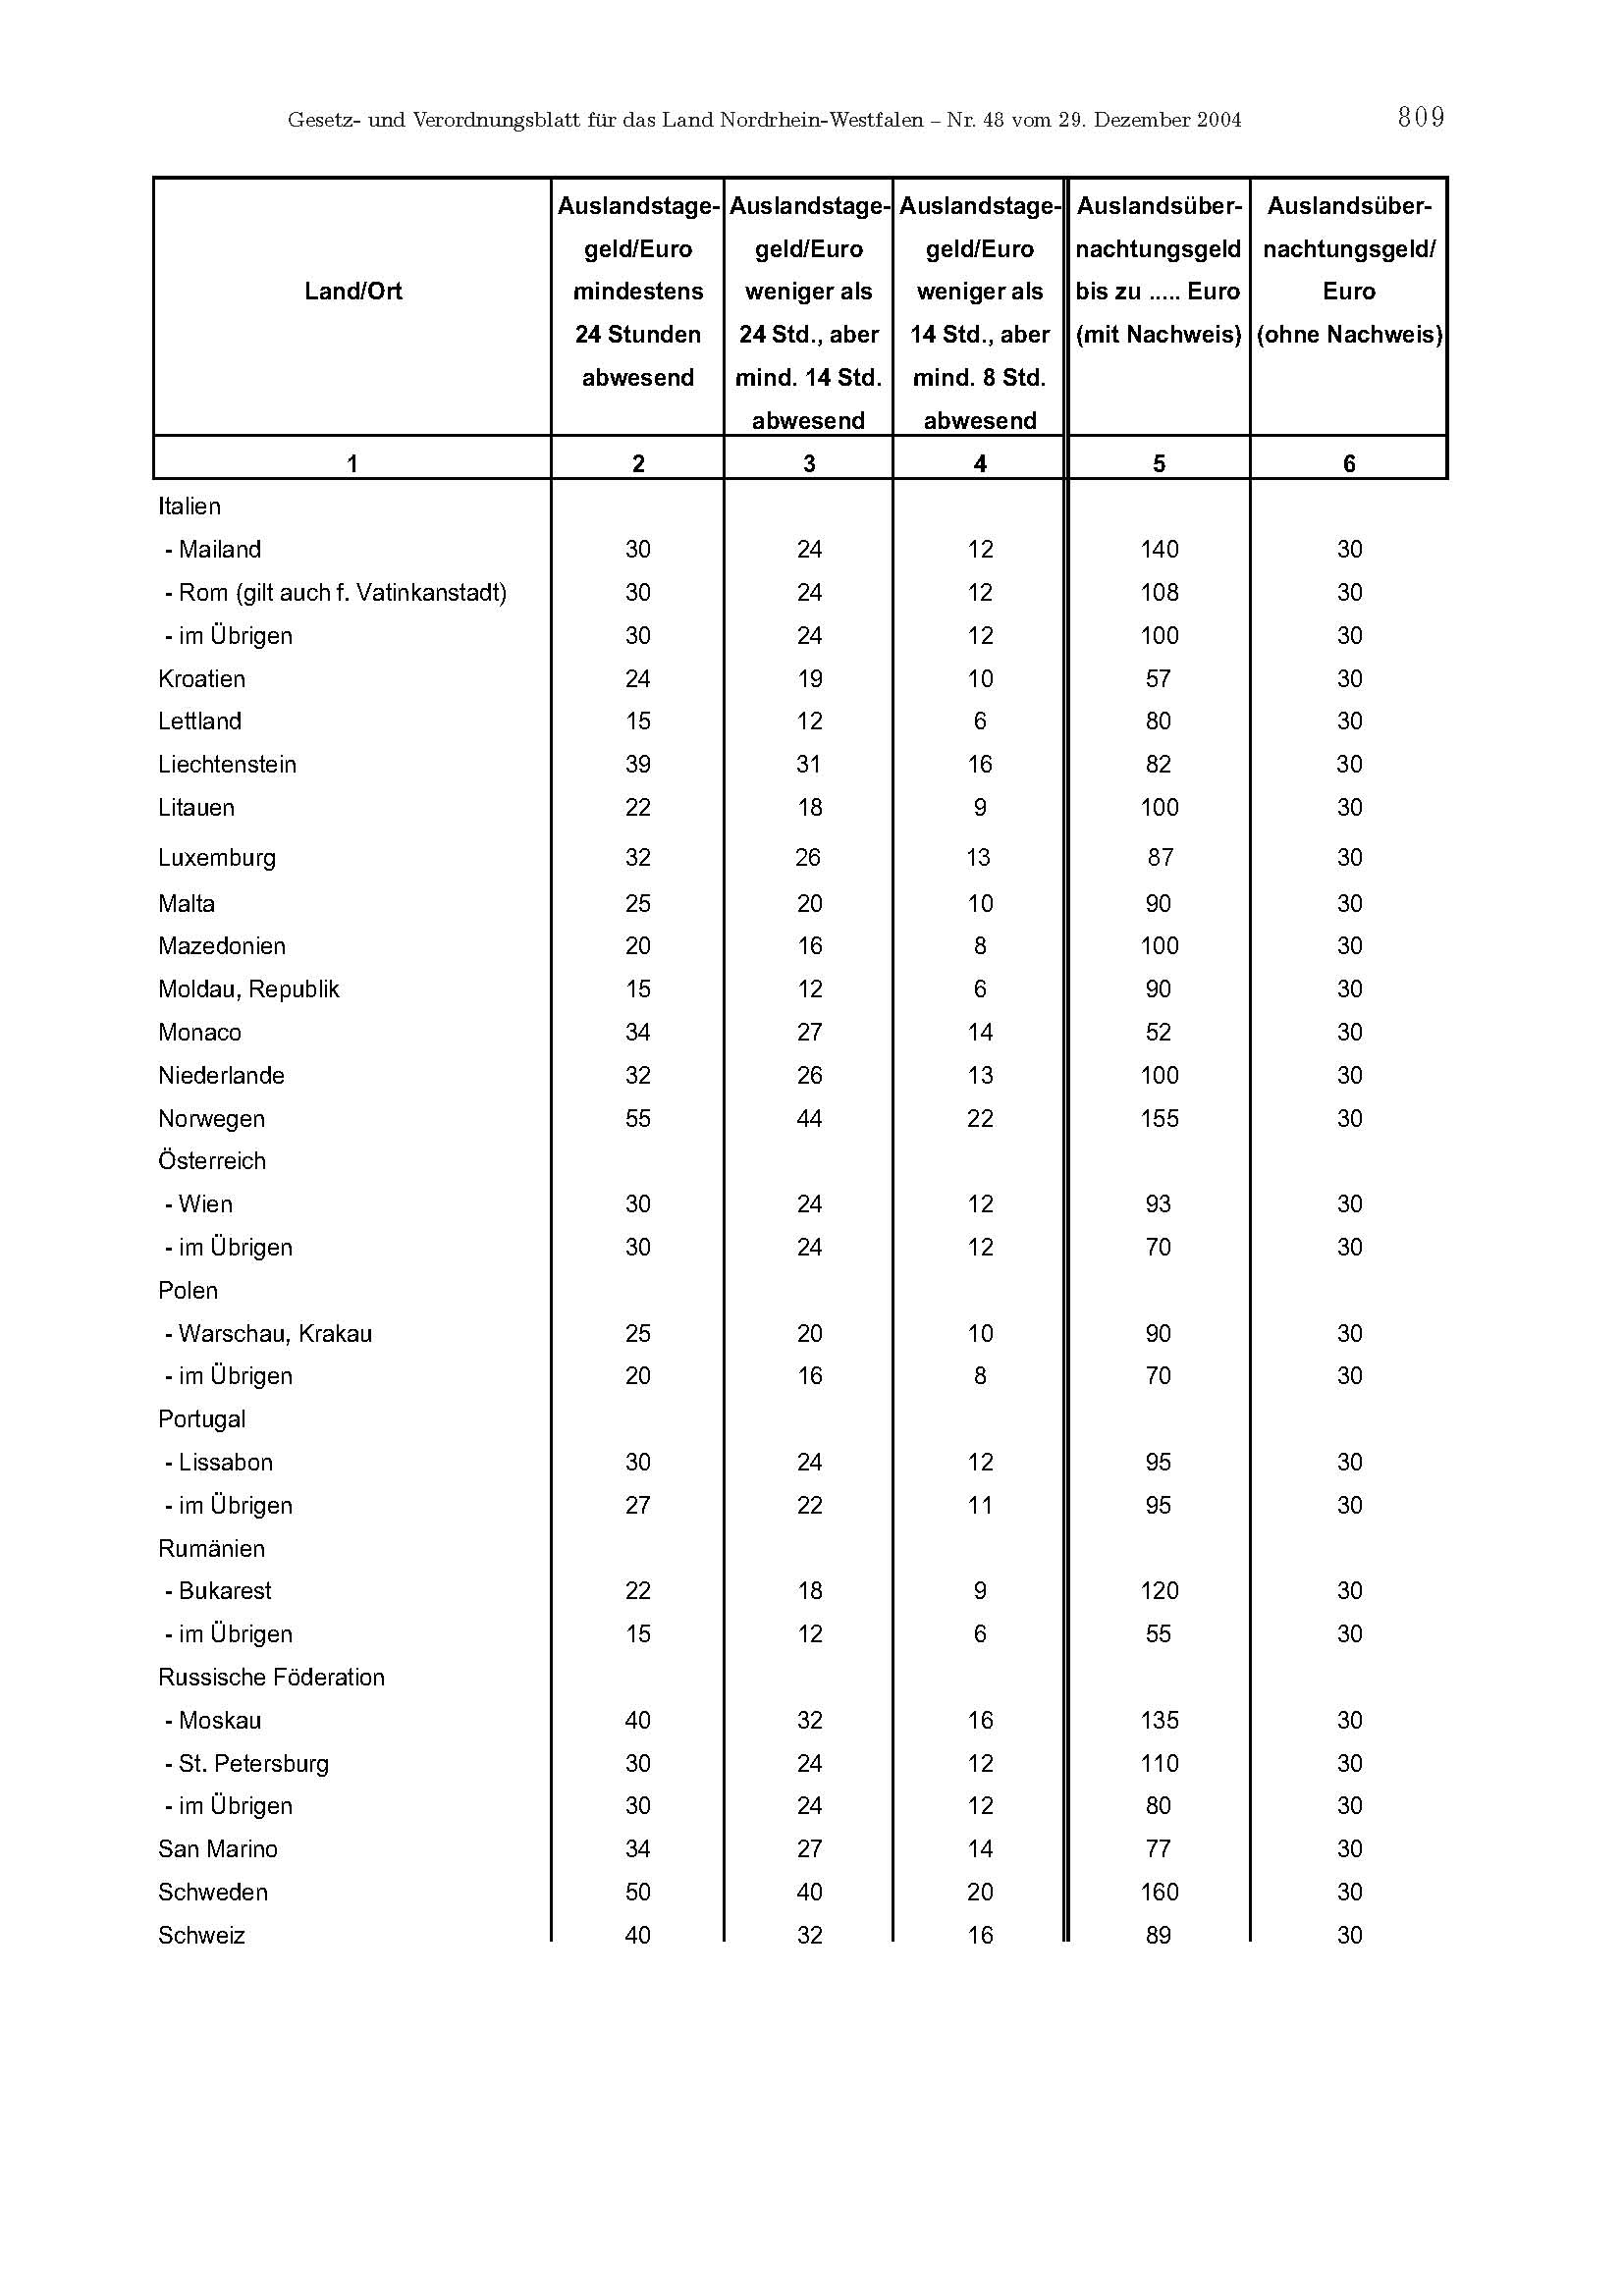 Gesetz- und Verordnungsblatt für das Land Nordrhein-Westfalen – Nr. 48 vom 29. Dezember 2004 809
Auslandstage- Auslandstage- Auslandstage- Auslandsüber- Auslandsüber-
geld/Euro geld/Euro geld/Euro nachtungsgeld nachtungsgeld/
Land/Ort mindestens weniger als weniger als bis zu ..... Euro Euro
24 Stunden 24 Std., aber 14 Std., aber (mit Nachweis) (ohne Nachweis)
abwesend mind. 14 Std. mind. 8 Std.
abwesend abwesend
1 2 3 4 5 6
Italien
- Mailand 30 24 12 140 30
- Rom (gilt auch f. Vatinkanstadt) 30 24 12 108 30
- im Übrigen 30 24 12 100 30
Kroatien 24 19 10 57 30
Lettland 15 12 6 80 30
Liechtenstein 39 31 16 82 30
Litauen 22 18 9 100 30
Luxemburg 32 26 13 87 30
Malta 25 20 10 90 30
Mazedonien 20 16 8 100 30
Moldau, Republik 15 12 6 90 30
Monaco 34 27 14 52 30
Niederlande 32 26 13 100 30
Norwegen 55 44 22 155 30
Österreich
- Wien 30 24 12 93 30
- im Übrigen 30 24 12 70 30
Polen
- Warschau, Krakau 25 20 10 90 30
- im Übrigen 20 16 8 70 30
Portugal
- Lissabon 30 24 12 95 30
- im Übrigen 27 22 11 95 30
Rumänien
- Bukarest 22 18 9 120 30
- im Übrigen 15 12 6 55 30
Russische Föderation
- Moskau 40 32 16 135 30
- St. Petersburg 30 24 12 110 30
- im Übrigen 30 24 12 80 30
San Marino 34 27 14 77 30
Schweden 50 40 20 160 30
Schweiz 40 32 16 89 30